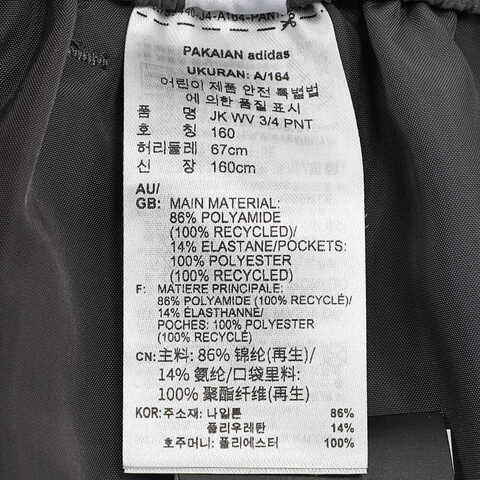 J4-A164-PANT
PAKAIAN adidas
UKURAN: A/164
어린이 제품 안전 특별법
에 의한 품질 표시
품 명 JK WV 3/4 PNT
호 칭 160
허리둘레 67cm
신 장 160cm
AU/
GB: MAIN MATERIAL:
86% POLYAMIDE
(100% RECYCLED)/
14% ELASTANE/POCKETS:
100% POLYESTER
(100% RECYCLED)
F: MATIERE PRINCIPALE:
86% POLYAMIDE (100% RECYCLÉ)/
14% ÉLASTHANNE/
POCHES: 100% POLYESTER
(100% RECYCLÉ)
CN: 主料: 86% 锦纶(再生)/
14% 氨纶/口袋里料:
100% 聚酯纤维(再生)
KOR: 주소재: 나일론 86%
폴리우레탄 14%
호주머니: 폴리에스터 100%